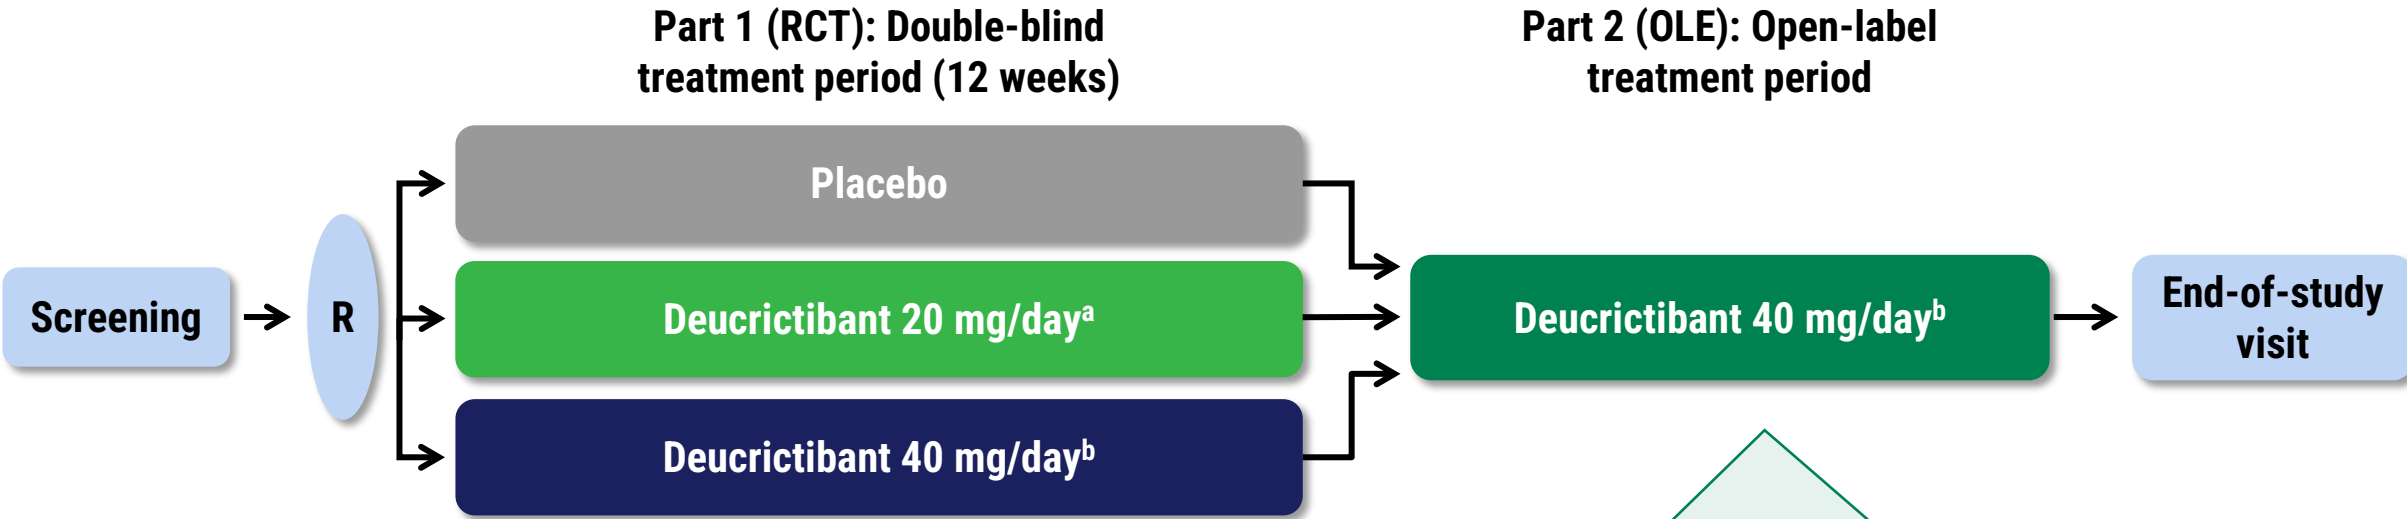 Part 1 (RCT): Double-blind
treatment period (12 weeks)
Part 2 (OLE): Open-label
treatment period
Screening
R
Placebo
Deucrictibant 20 mg/dayᵃ
Deucrictibant 40 mg/dayᵇ
Deucrictibant 40 mg/dayᵇ
End-of-study
visit